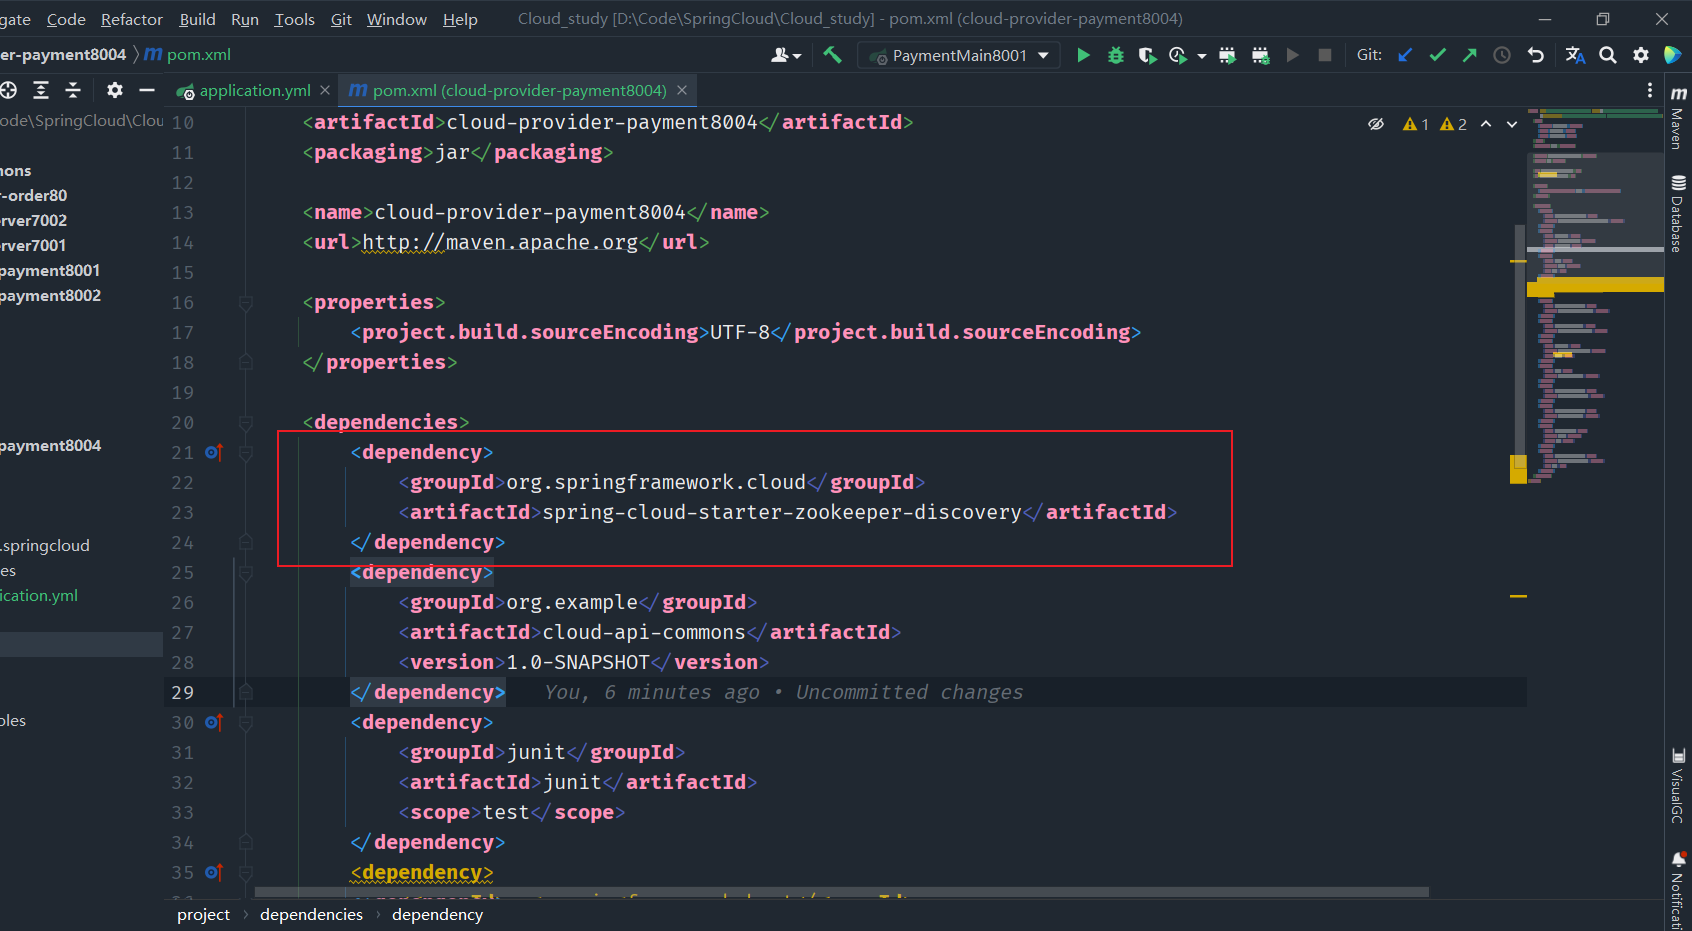 gate Code Refactor Build Run Tools Git Window Help Cloud_study [D:\Code\SpringCloud\Cloud_study] - pom.xml (cloud-provider-payment8004)
er-payment8004 m pom.xml PaymentMain8001 Git:
application.yml pom.xml (cloud-provider-payment8004)
ode\SpringCloud\Clou
mons
r-order80
erver7002
erver7001
payment8001
payment8002
payment8004
.springcloud
es
ication.yml
ples
10 <artifactId>cloud-provider-payment8004</artifactId>
11 <packaging>jar</packaging>
12
13 <name>cloud-provider-payment8004</name>
14 <url>http://maven.apache.org</url>
15
16 <properties>
17 <project.build.sourceEncoding>UTF-8</project.build.sourceEncoding>
18 </properties>
19
20 <dependencies>
21 <dependency>
22 <groupId>org.springframework.cloud</groupId>
23 <artifactId>spring-cloud-starter-zookeeper-discovery</artifactId>
24 </dependency>
25 <dependency>
26 <groupId>org.example</groupId>
27 <artifactId>cloud-api-commons</artifactId>
28 <version>1.0-SNAPSHOT</version>
29 </dependency> You, 6 minutes ago • Uncommitted changes
30 <dependency>
31 <groupId>junit</groupId>
32 <artifactId>junit</artifactId>
33 <scope>test</scope>
34 </dependency>
35 <dependency>
1 2
project › dependencies › dependency
Maven
Database
VisualGC
Notificati